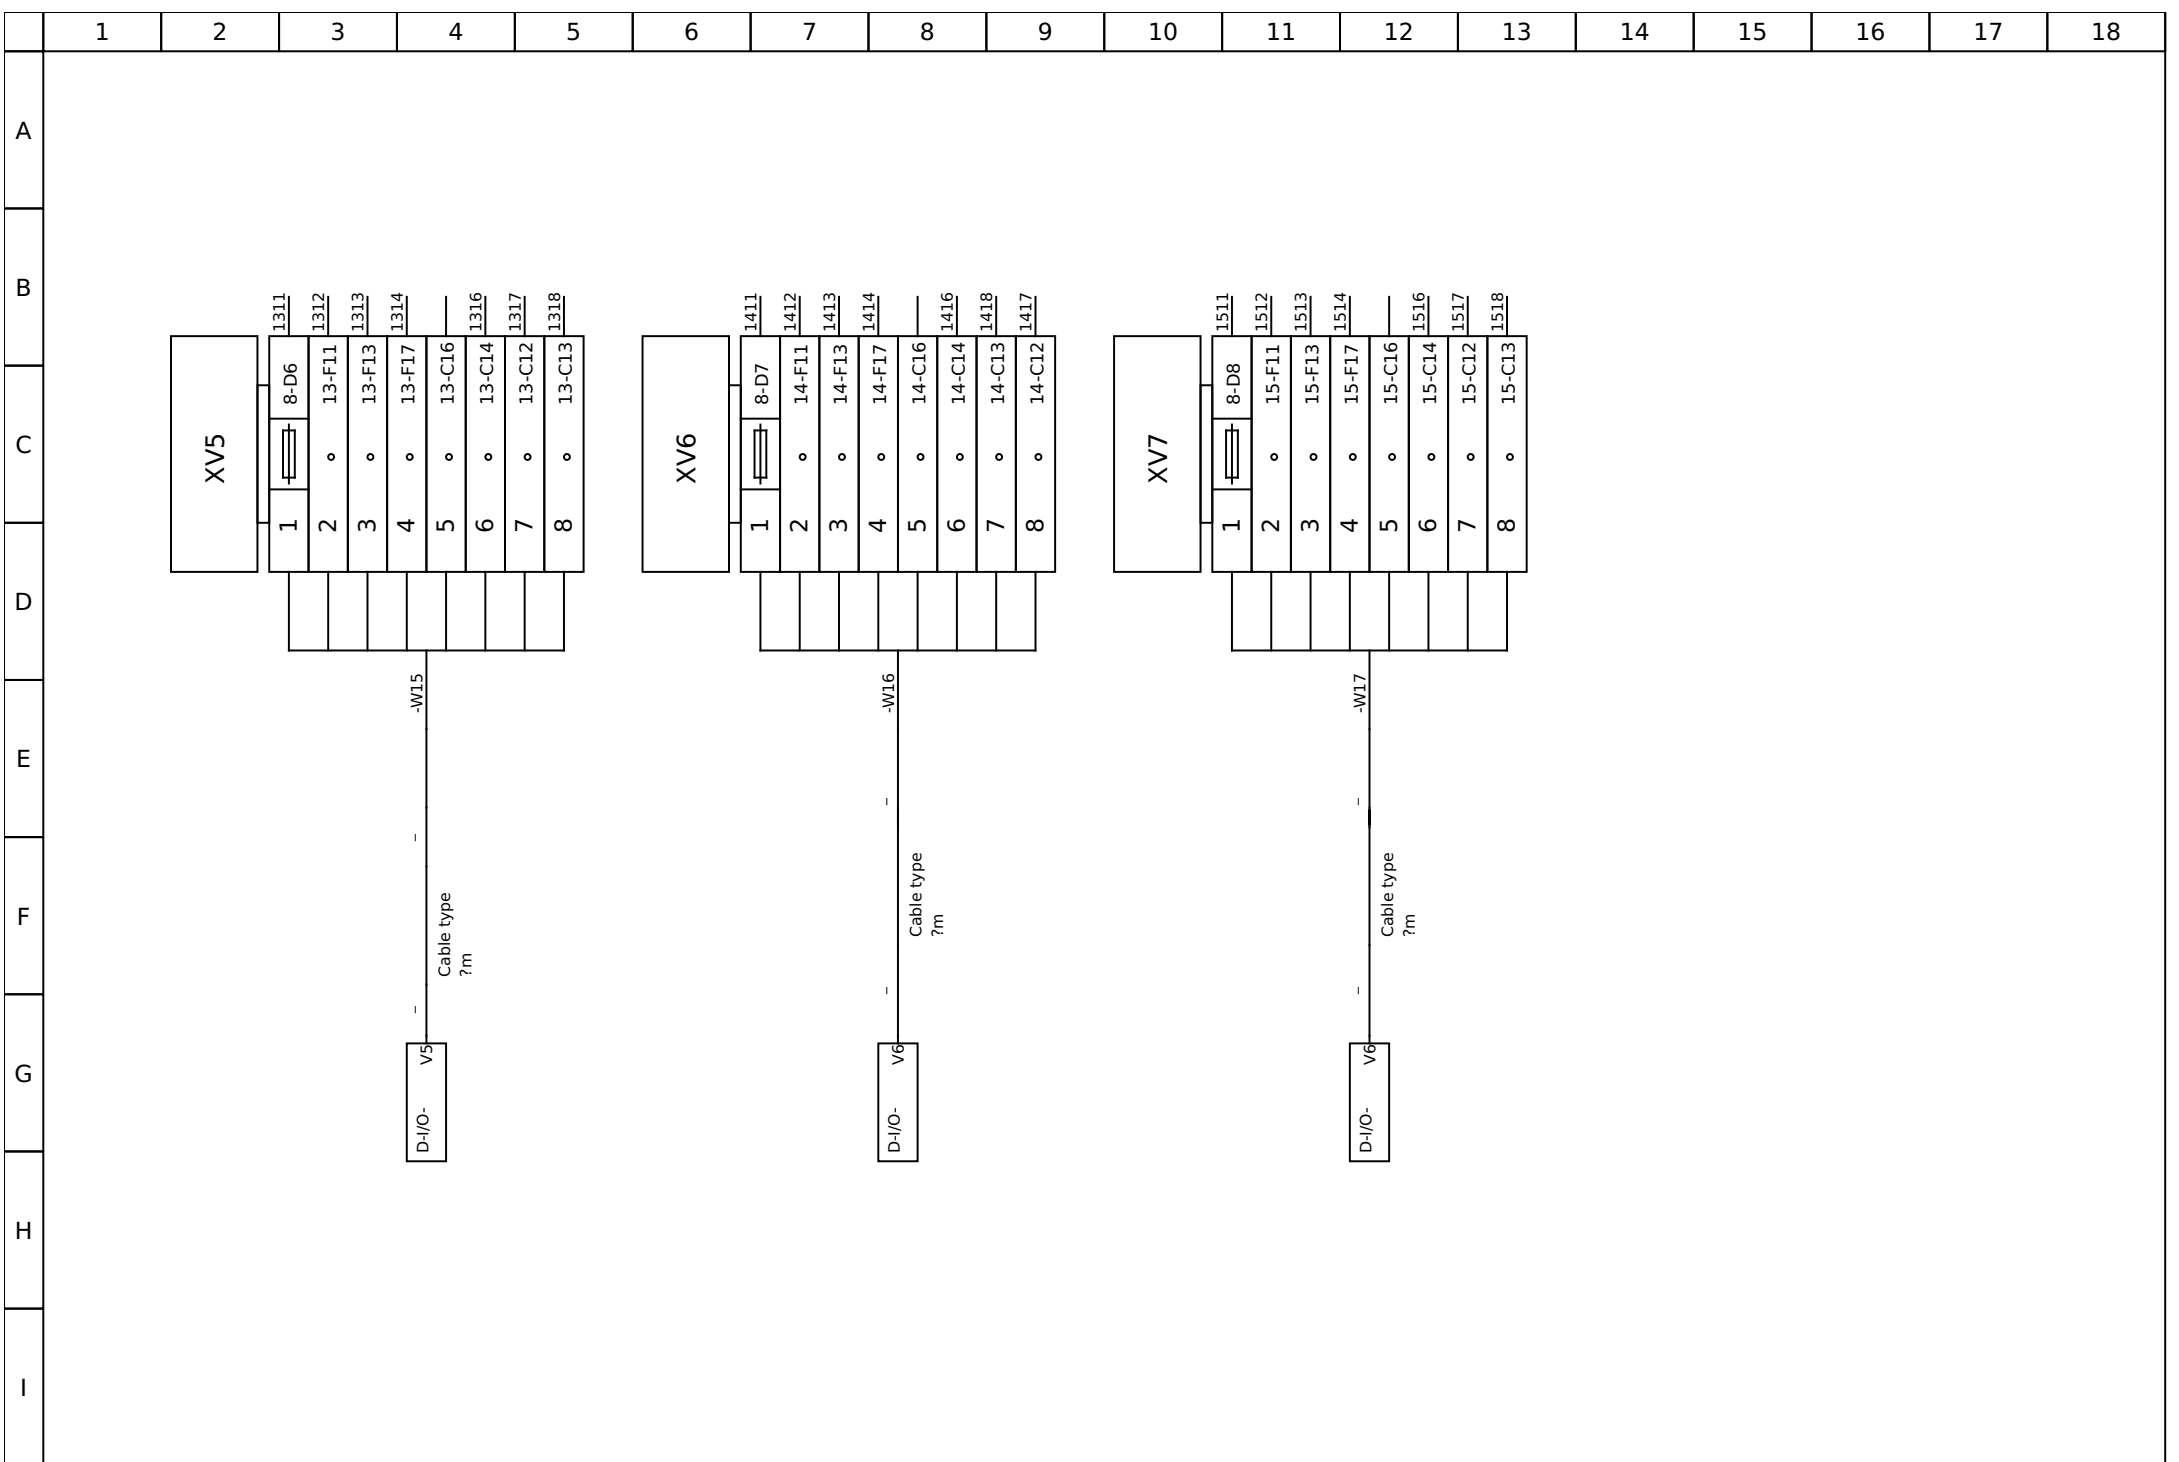 1 2 3 4 5 6 7 8 9 10 11 12 13 14 15 16 17 18
A
B
C
D
E
F
G
H
I
XV5
1311 1312 1313 1314 1316 1317 1318
8-D6 13-F11 13-F13 13-F17 13-C16 13-C14 13-C12 13-C13
1 2 3 4 5 6 7 8
-W15
Cable type
?m
V5
D-I/O-
XV6
1411 1412 1413 1414 1416 1418 1417
8-D7 14-F11 14-F13 14-F17 14-C16 14-C14 14-C13 14-C12
1 2 3 4 5 6 7 8
-W16
Cable type
?m
V6
D-I/O-
XV7
1511 1512 1513 1514 1516 1517 1518
8-D8 15-F11 15-F13 15-F17 15-C16 15-C14 15-C12 15-C13
1 2 3 4 5 6 7 8
-W17
Cable type
?m
V6
D-I/O-